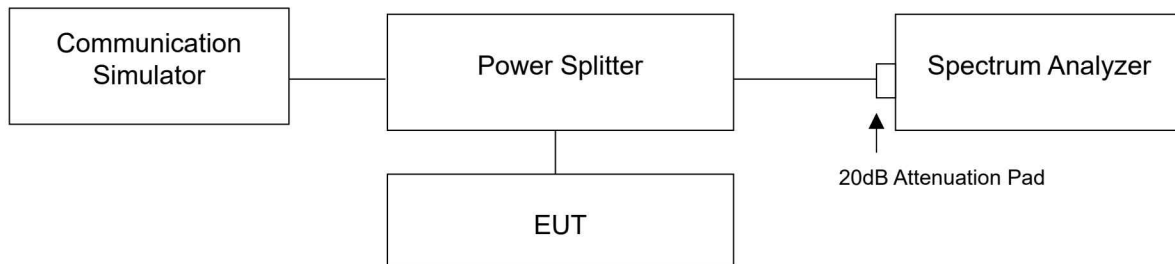 Communication
Simulator
Power Splitter
Spectrum Analyzer
20dB Attenuation Pad
EUT